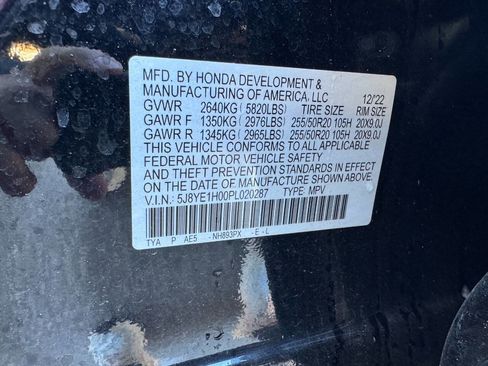 MFD. BY HONDA DEVELOPMENT &
MANUFACTURING OF AMERICA, LLC 12/'22
GVWR 2640KG( 5820LBS) TIRE SIZE RIM SIZE
GAWR F 1350KG( 2976LBS) 255/50R20 105H 20X9.0J
GAWR R 1345KG( 2965LBS) 255/50R20 105H 20X9.0J
THIS VEHICLE CONFORMS TO ALL APPLICABLE
FEDERAL MOTOR VEHICLE SAFETY
AND THEFT PREVENTION STANDARDS IN EFFECT
ON THE DATE OF MANUFACTURE SHOWN ABOVE.
V.I.N.: 5J8YE1H00PL020287 TYPE: MPV
TYA P AE5 -NH893PX -E-L